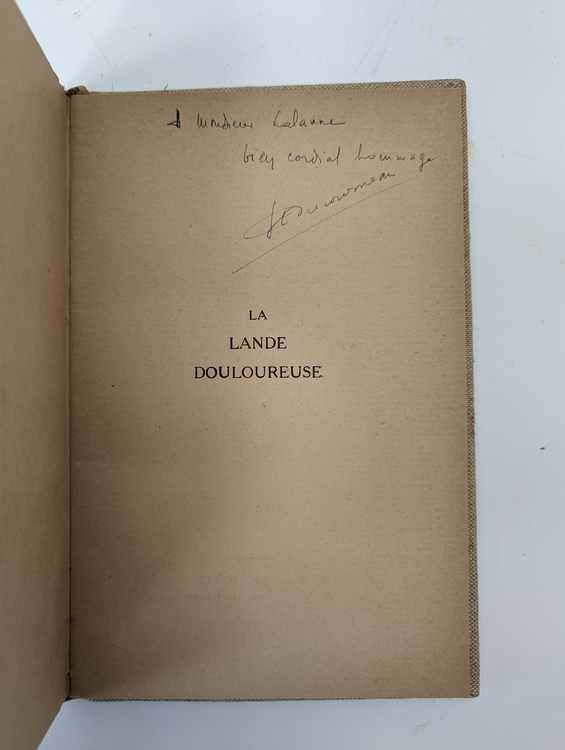 A Monsieur Lalanne
bien cordial hommage
LA
LANDE
DOULOUREUSE